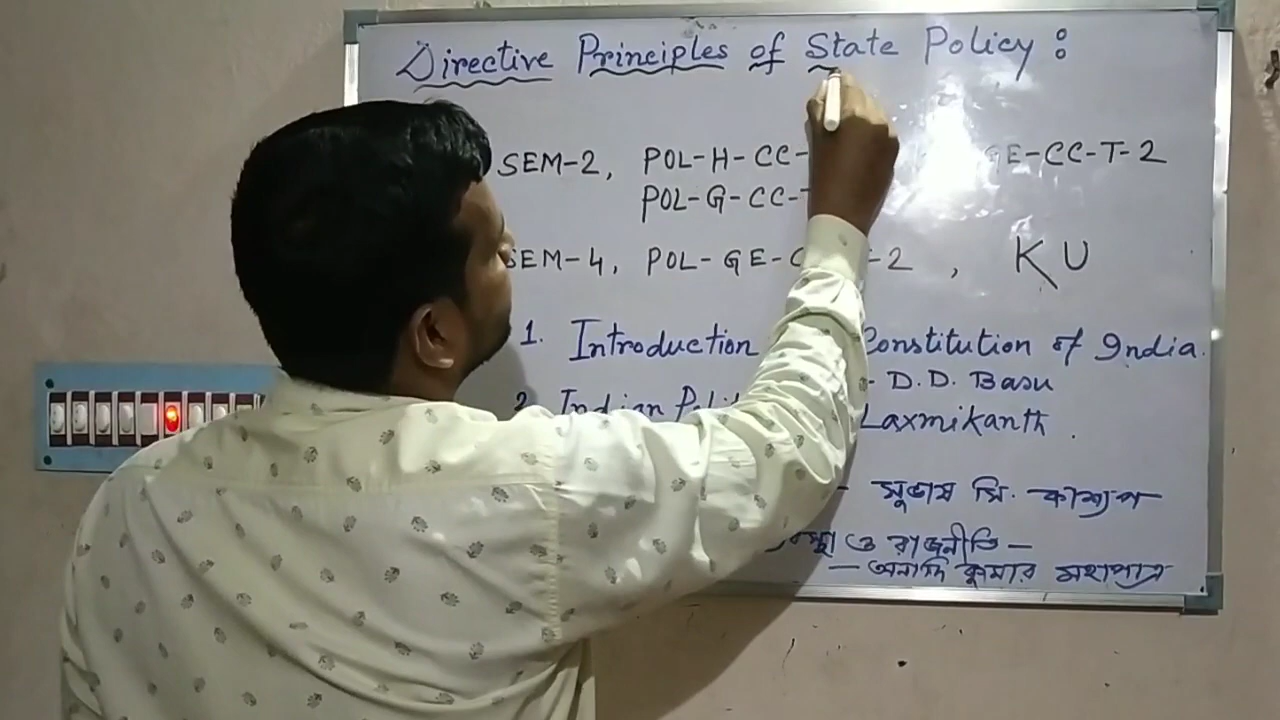 Directive Principles of State Policy :
SEM-2, POL-H-CC- GE-CC-T-2
POL-G-CC-
SEM-4, POL-GE- -2 , KU
1. Introduction Constitution of India.
- D.D. Basu
2. Indian Laxmikanth .
- সুভাষ সি. কাশ্যপ
ও রাজনীতি -
- অনাদি কুমার মহাপাত্র